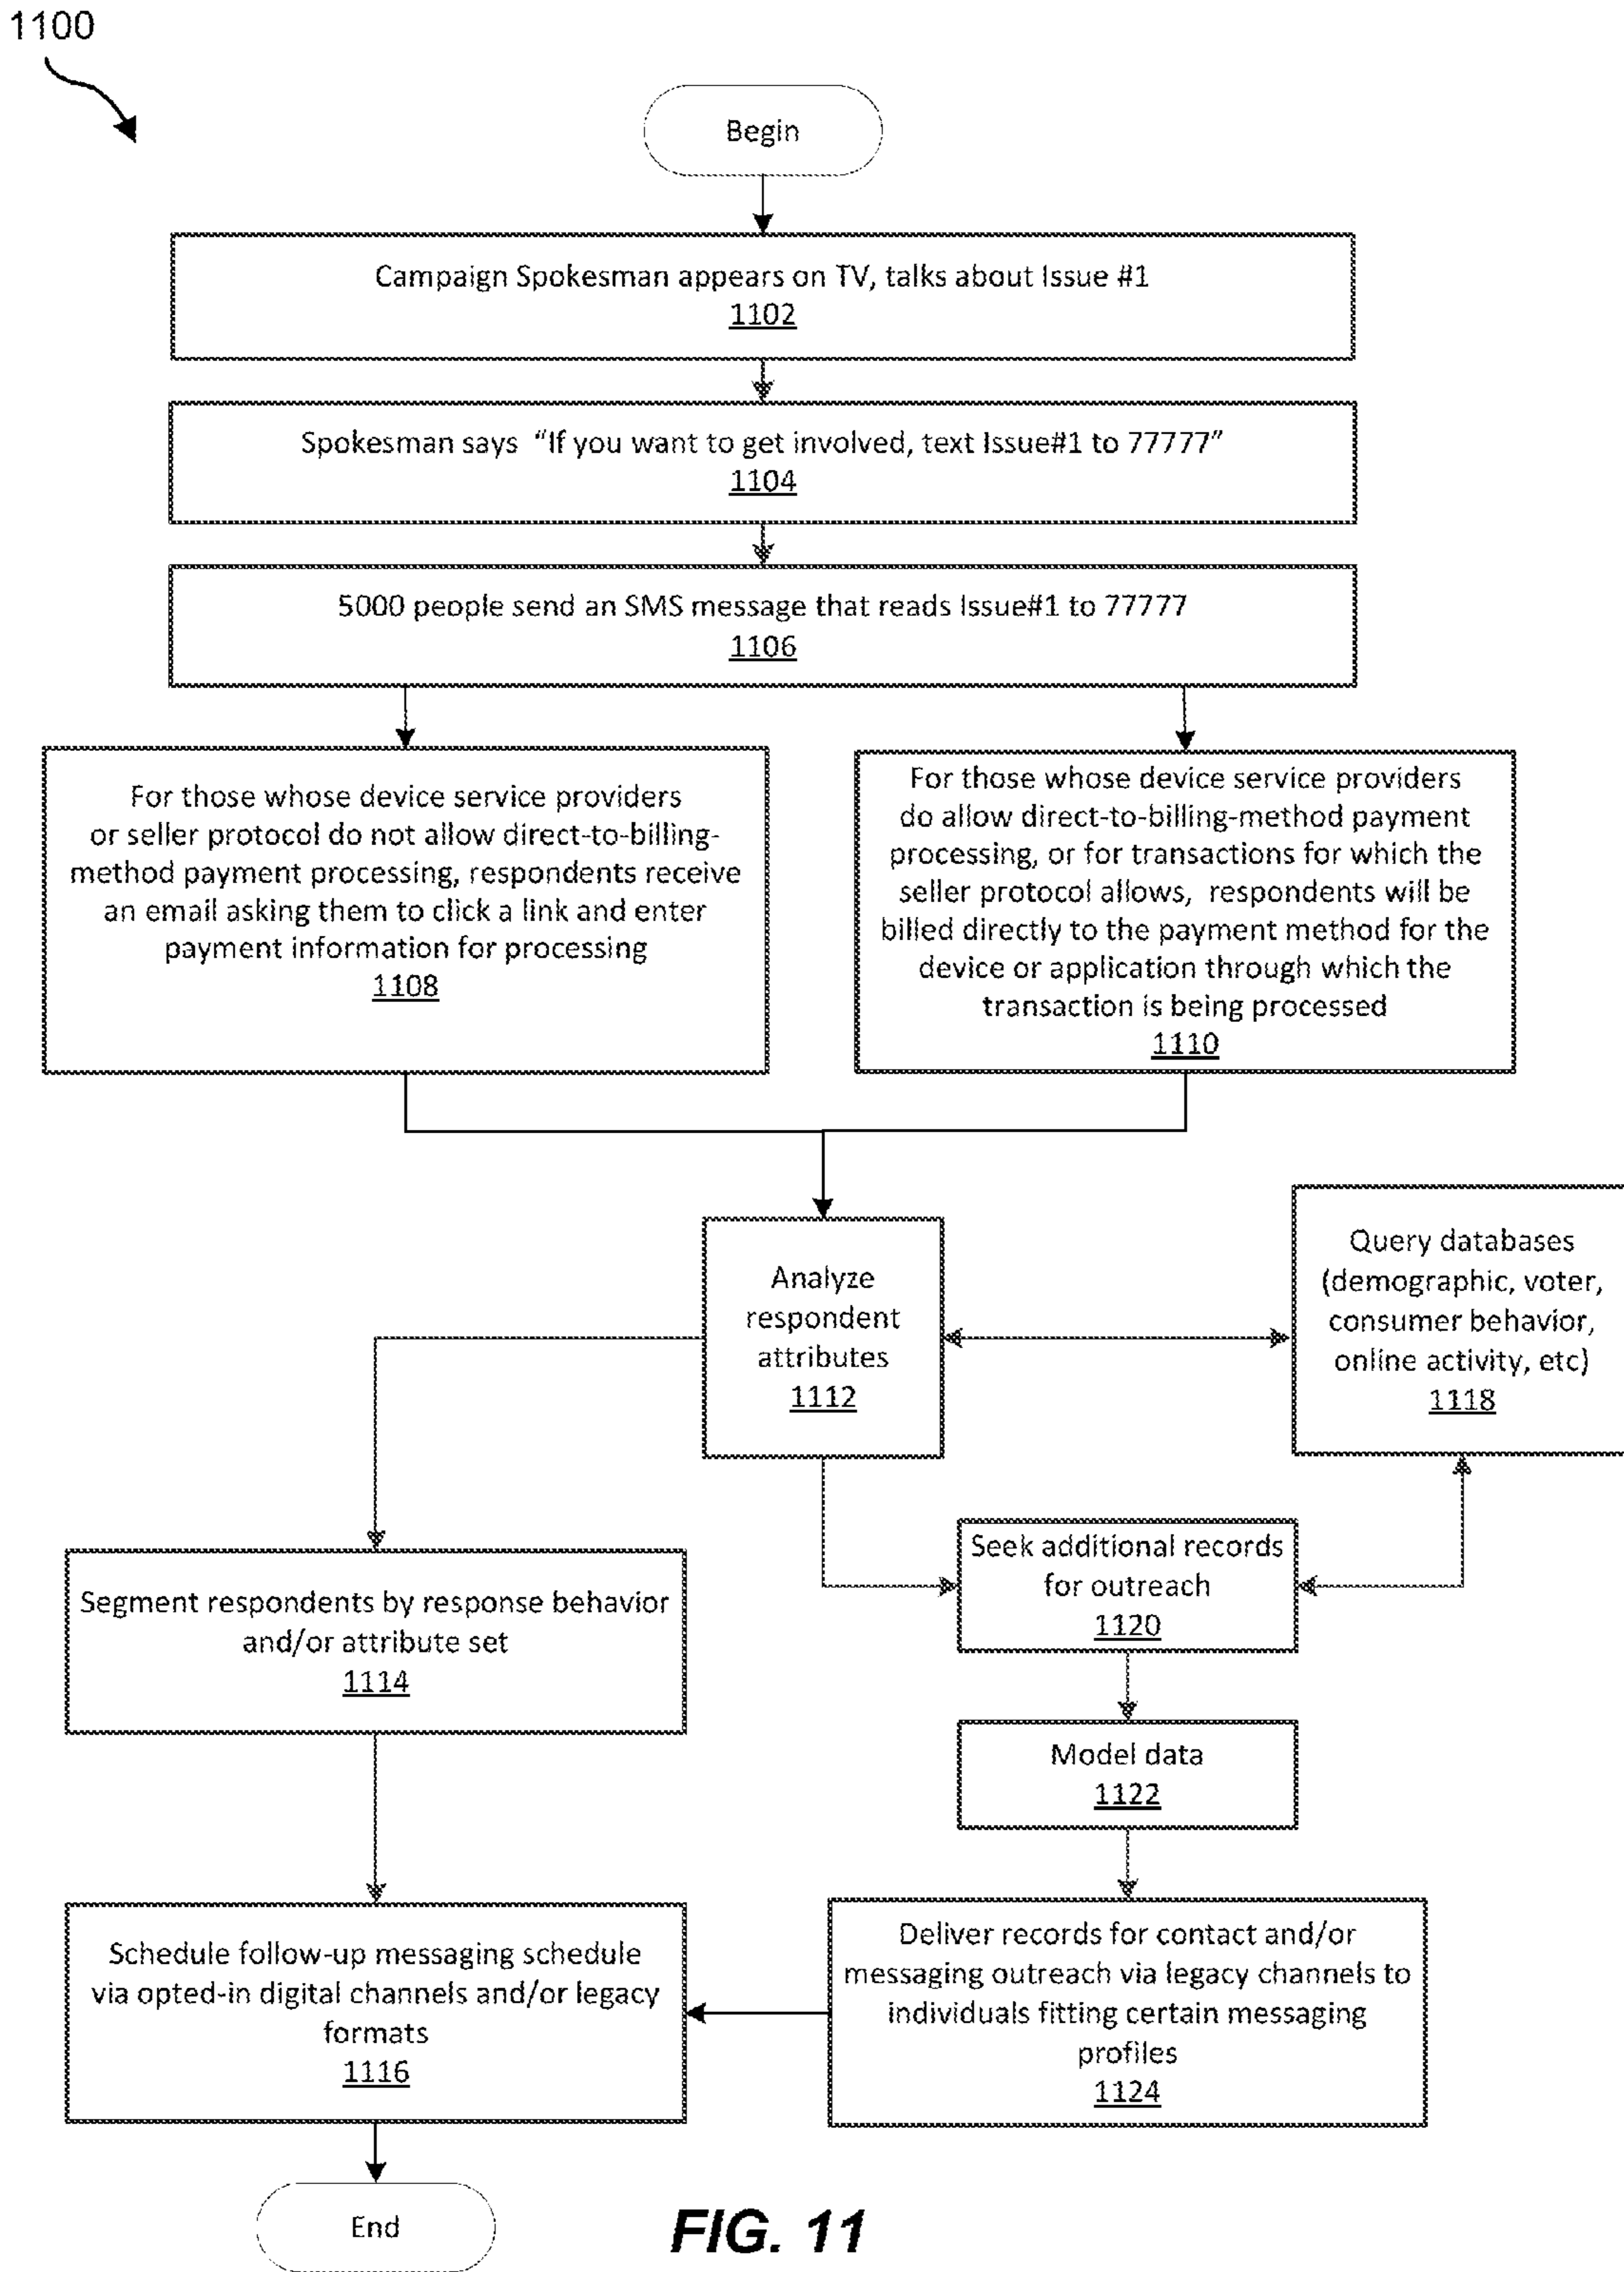 1100
Begin
Campaign Spokesman appears on TV, talks about Issue #1
1102
Spokesman says "If you want to get involved, text Issue#1 to 77777"
1104
5000 people send an SMS message that reads Issue#1 to 77777
1106
For those whose device service providers
or seller protocol do not allow direct-to-billing-
method payment processing, respondents receive
an email asking them to click a link and enter
payment information for processing
1108
For those whose device service providers
do allow direct-to-billing-method payment
processing, or for transactions for which the
seller protocol allows, respondents will be
billed directly to the payment method for the
device or application through which the
transaction is being processed
1110
Analyze
respondent
attributes
1112
Query databases
(demographic, voter,
consumer behavior,
online activity, etc)
1118
Segment respondents by response behavior
and/or attribute set
1114
Seek additional records
for outreach
1120
Model data
1122
Schedule follow-up messaging schedule
via opted-in digital channels and/or legacy
formats
1116
Deliver records for contact and/or
messaging outreach via legacy channels to
individuals fitting certain messaging
profiles
1124
End
FIG. 11